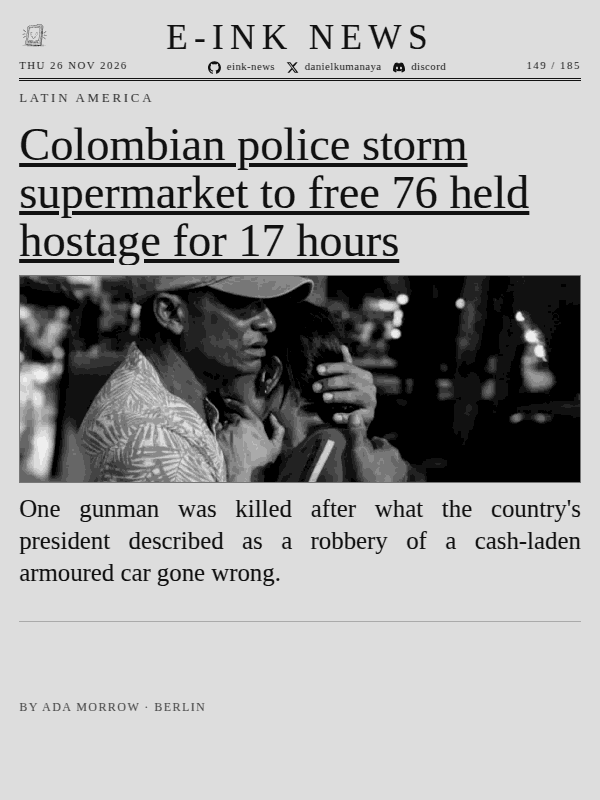 E-INK NEWS
THU 26 NOV 2026
eink-news danielkumanaya discord
149 / 185
LATIN AMERICA
Colombian police storm
supermarket to free 76 held
hostage for 17 hours
One gunman was killed after what the country's
president described as a robbery of a cash-laden
armoured car gone wrong.
BY ADA MORROW · BERLIN